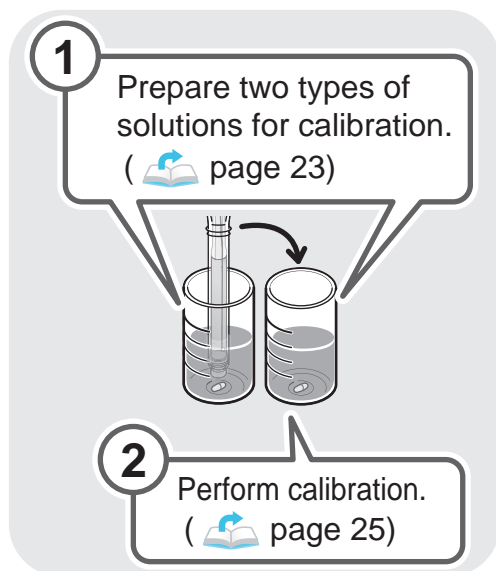 1
Prepare two types of
solutions for calibration.
( page 23)
2
Perform calibration.
( page 25)